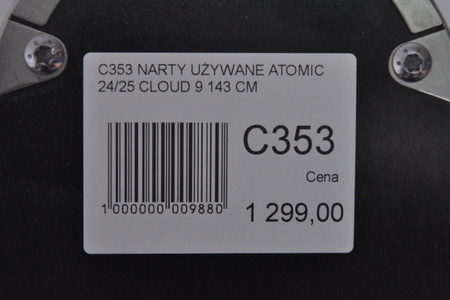 C353 NARTY UŻYWANE ATOMIC
24/25 CLOUD 9 143 CM
C353
Cena
1 299,00
1 000000 009880